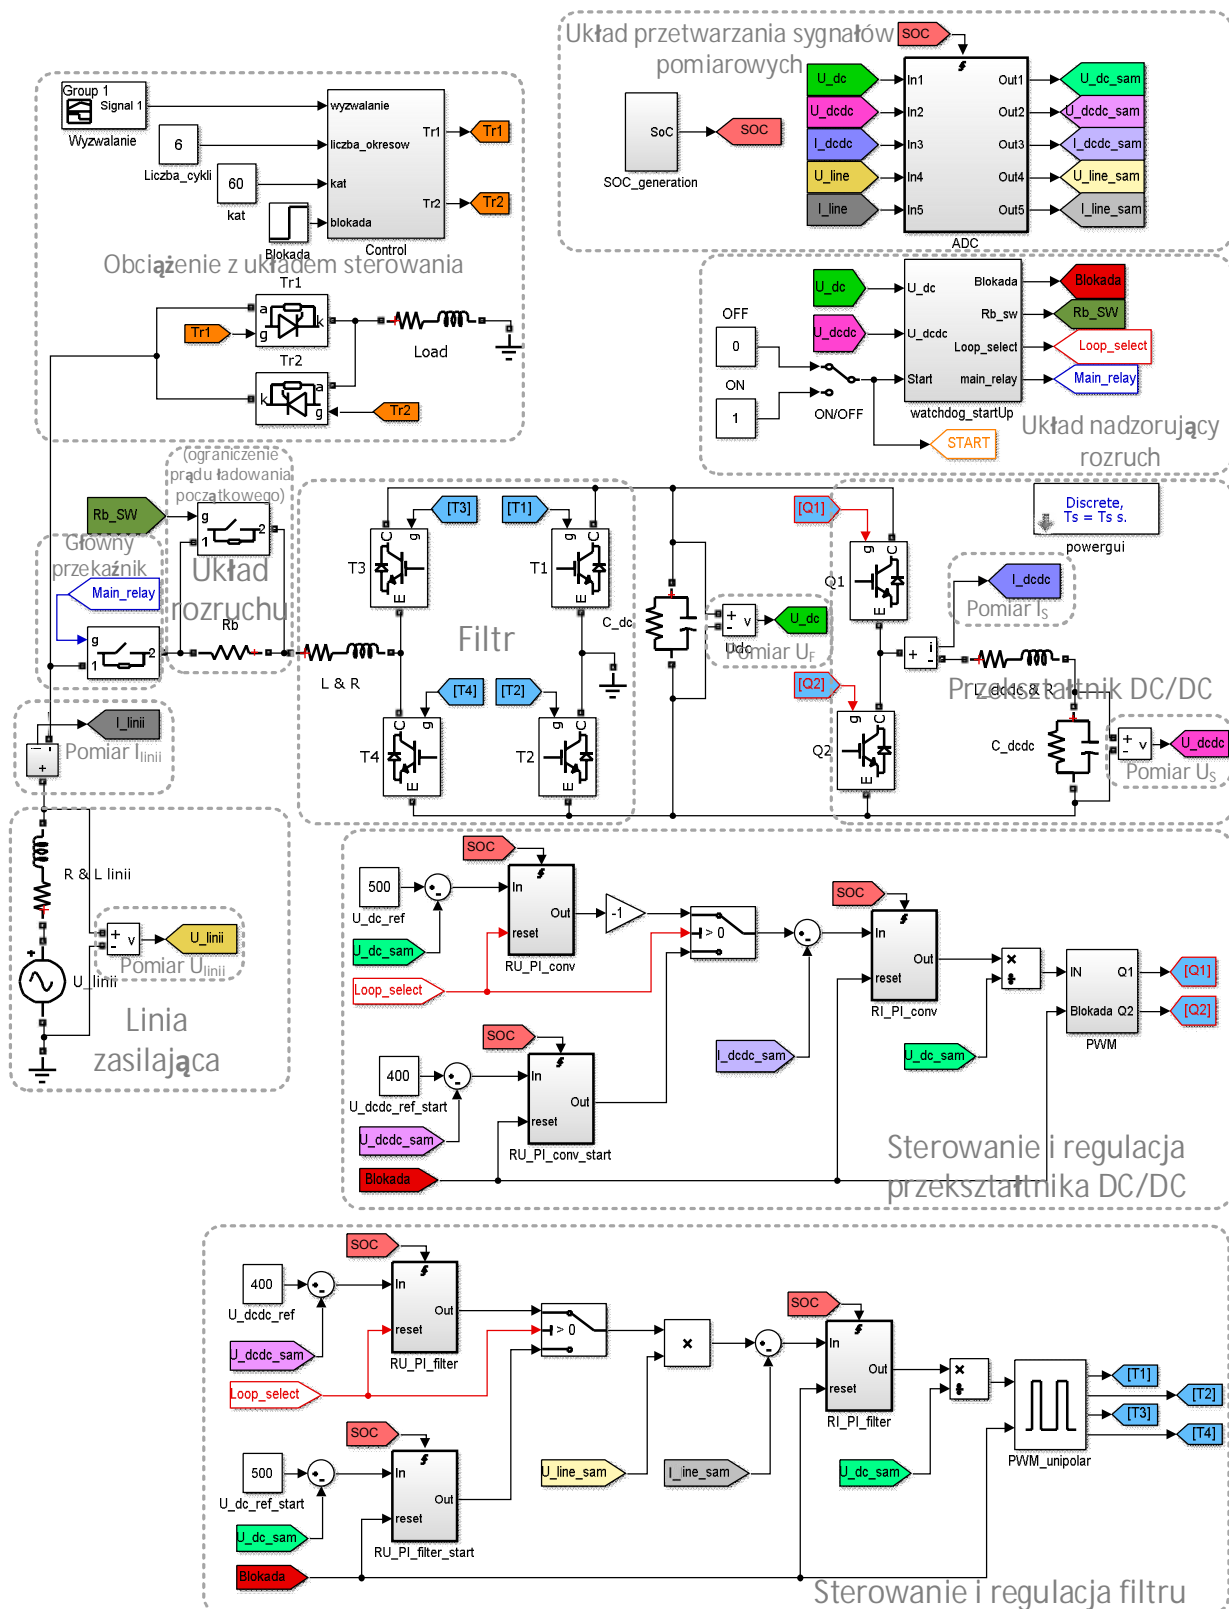 Układ przetwarzania sygnałów
pomiarowych
SOC
U_dc
In1
Out1
U_dc_sam
U_dcdc
In2
Out2
U_dcdc_sam
I_dcdc
In3
Out3
I_dcdc_sam
U_line
In4
Out4
U_line_sam
I_line
In5
Out5
I_line_sam
ADC
SoC
SOC
SOC_generation
Group 1
Signal 1
Wyzwalanie
6
Liczba_cykli
60
kat
Blokada
wyzwalanie
liczba_okresow
kat
blokada
Tr1
Tr2
Control
Tr1
Tr2
Obciążenie z układem sterowania
Tr1
a
k
g
Tr1
Tr2
k
a
g
Tr2
Load
U_dc
U_dcdc
OFF
0
ON
1
ON/OFF
U_dc
U_dcdc
Start
Blokada
Rb_sw
Loop_select
main_relay
watchdog_startUp
Blokada
Rb_SW
Loop_select
Main_relay
START
Układ nadzorujący
rozruch
(ograniczenie
prądu ładowania
początkowego)
Rb_SW
g
1
2
Układ
rozruchu
Rb
Główny
przekaźnik
Main_relay
g
1
2
L & R
Filtr
[T3]
g
C
E
T3
[T1]
g
C
E
T1
[T4]
g
C
E
T4
[T2]
g
C
E
T2
C_dc
+
-
v
U_dc
Udc
Pomiar U_F
[Q1]
g
C
E
Q1
[Q2]
g
C
E
Q2
Discrete,
Ts = Ts s.
powergui
I_dcdc
Pomiar I_S
+
-
i
L_dcdc & R
Przekształtnik DC/DC
C_dcdc
+
-
v
U_dcdc
Pomiar U_S
I_linii
Pomiar I_linii
-
+
i
R & L linii
+
-
v
U_linii
Pomiar U_linii
+
U_linii
Linia
zasilająca
SOC
500
U_dc_ref
U_dc_sam
Loop_select
In
Out
reset
RU_PI_conv
-1
> 0
SOC
400
U_dcdc_ref_start
U_dcdc_sam
Blokada
In
Out
reset
RU_PI_conv_start
I_dcdc_sam
SOC
In
Out
reset
RI_PI_conv
U_dc_sam
×
÷
IN
Blokada
Q1
Q2
PWM
[Q1]
[Q2]
Sterowanie i regulacja
przekształtnika DC/DC
SOC
400
U_dcdc_ref
U_dcdc_sam
Loop_select
In
Out
reset
RU_PI_filter
> 0
SOC
500
U_dc_ref_start
U_dc_sam
Blokada
In
Out
reset
RU_PI_filter_start
×
U_line_sam
I_line_sam
SOC
In
Out
reset
RI_PI_filter
U_dc_sam
×
÷
PWM_unipolar
[T1]
[T2]
[T3]
[T4]
Sterowanie i regulacja filtru